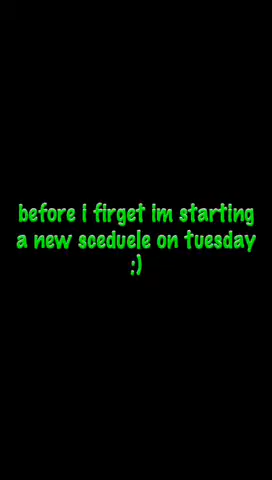 before i firget im starting
a new sceduele on tuesday
:)